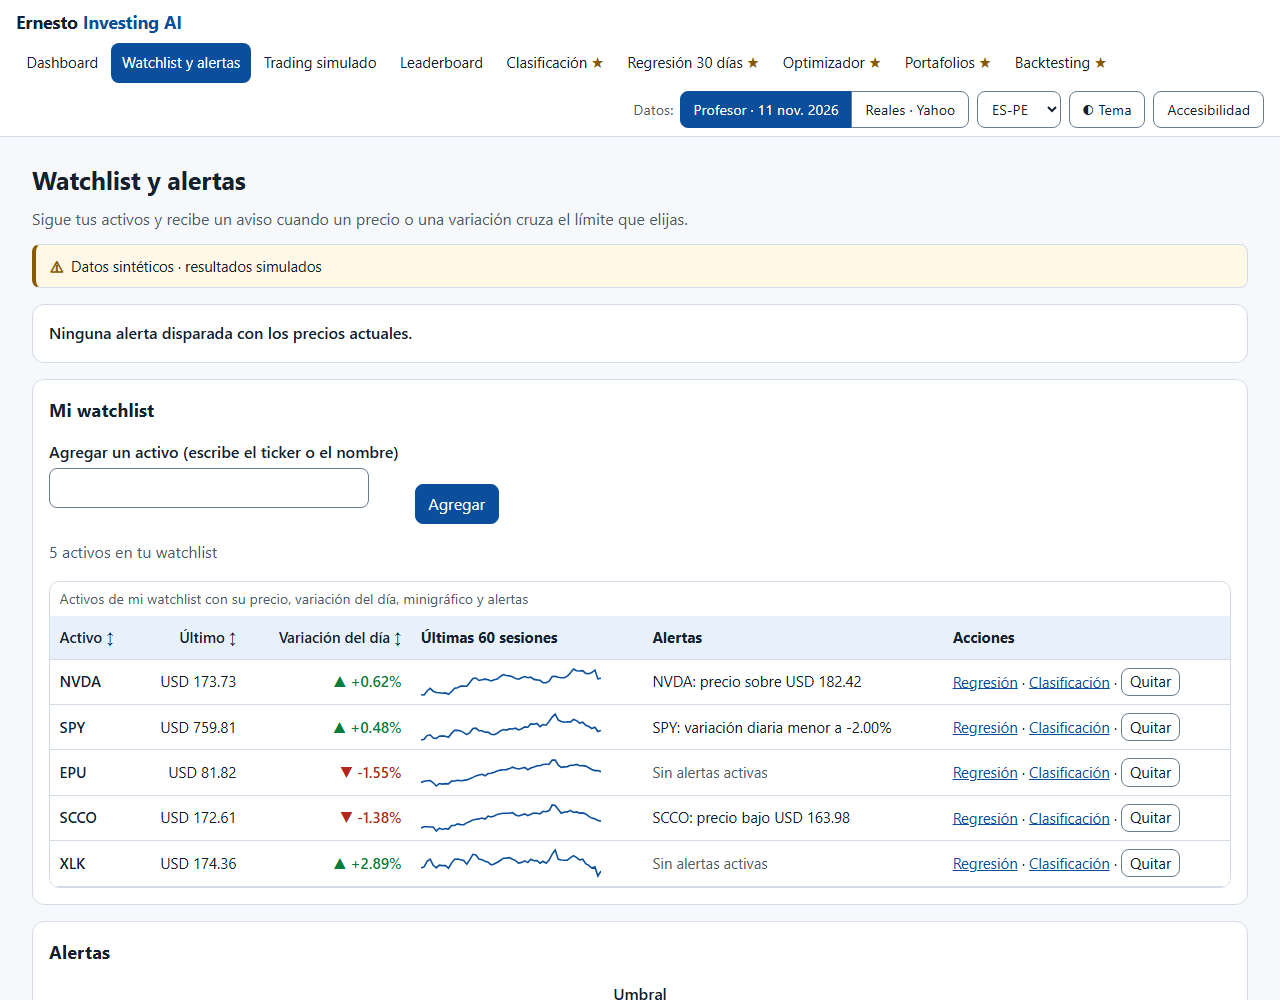 Ernesto Investing AI
Dashboard Watchlist y alertas Trading simulado Leaderboard Clasificación ★ Regresión 30 días ★ Optimizador ★ Portafolios ★ Backtesting ★
Datos: Profesor · 11 nov. 2026 Reales · Yahoo ES-PE Tema Accesibilidad
Watchlist y alertas
Sigue tus activos y recibe un aviso cuando un precio o una variación cruza el límite que elijas.
⚠ Datos sintéticos · resultados simulados
Ninguna alerta disparada con los precios actuales.
Mi watchlist
Agregar un activo (escribe el ticker o el nombre)
Agregar
5 activos en tu watchlist
Activos de mi watchlist con su precio, variación del día, minigráfico y alertas
Activo ↕ Último ↕ Variación del día ↕ Últimas 60 sesiones Alertas Acciones
NVDA USD 173.73 ▲ +0.62% NVDA: precio sobre USD 182.42 Regresión · Clasificación · Quitar
SPY USD 759.81 ▲ +0.48% SPY: variación diaria menor a -2.00% Regresión · Clasificación · Quitar
EPU USD 81.82 ▼ -1.55% Sin alertas activas Regresión · Clasificación · Quitar
SCCO USD 172.61 ▼ -1.38% SCCO: precio bajo USD 163.98 Regresión · Clasificación · Quitar
XLK USD 174.36 ▲ +2.89% Sin alertas activas Regresión · Clasificación · Quitar
Alertas
Umbral